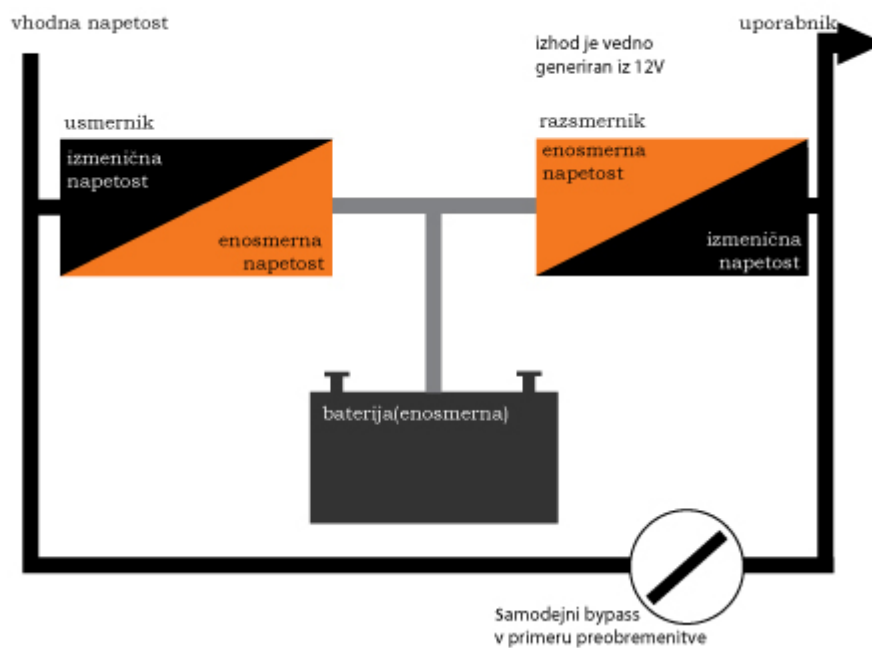 vhodna napetost
uporabnik
izhod je vedno
generiran iz 12V
usmernik
izmenična
napetost
enosmerna
napetost
razsmernik
enosmerna
napetost
izmenična
napetost
baterija(enosmerna)
Samodejni bypass
v primeru preobremenitve